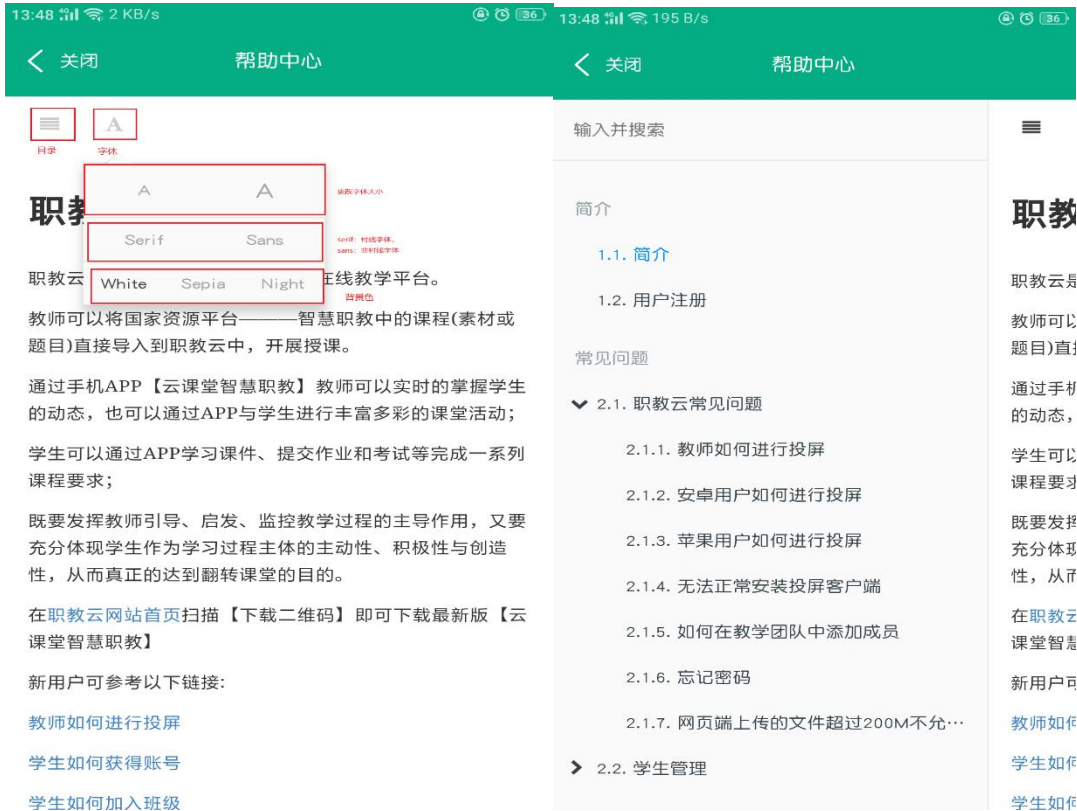 13:48 2 KB/s 36
关闭 帮助中心
目录 字体
A A
更改字体大小
职教
Serif Sans
serif：衬线字体。
sans：非衬线字体
职教云 在线教学平台。
White Sepia Night
背景色
教师可以将国家资源平台———智慧职教中的课程(素材或
题目)直接导入到职教云中，开展授课。
通过手机APP【云课堂智慧职教】教师可以实时的掌握学生
的动态，也可以通过APP与学生进行丰富多彩的课堂活动；
学生可以通过APP学习课件、提交作业和考试等完成一系列
课程要求；
既要发挥教师引导、启发、监控教学过程的主导作用，又要
充分体现学生作为学习过程主体的主动性、积极性与创造
性，从而真正的达到翻转课堂的目的。
在职教云网站首页扫描【下载二维码】即可下载最新版【云
课堂智慧职教】
新用户可参考以下链接:
教师如何进行投屏
学生如何获得账号
学生如何加入班级
13:48 195 B/s 36
关闭 帮助中心
输入并搜索
简介
1.1. 简介
1.2. 用户注册
常见问题
2.1. 职教云常见问题
2.1.1. 教师如何进行投屏
2.1.2. 安卓用户如何进行投屏
2.1.3. 苹果用户如何进行投屏
2.1.4. 无法正常安装投屏客户端
2.1.5. 如何在教学团队中添加成员
2.1.6. 忘记密码
2.1.7. 网页端上传的文件超过200M不允…
2.2. 学生管理
职教
职教云是
教师可以
题目)直接
通过手机
的动态，
学生可以
课程要求
既要发挥
充分体现
性，从而
在职教云
课堂智慧
新用户可
教师如何
学生如何
学生如何